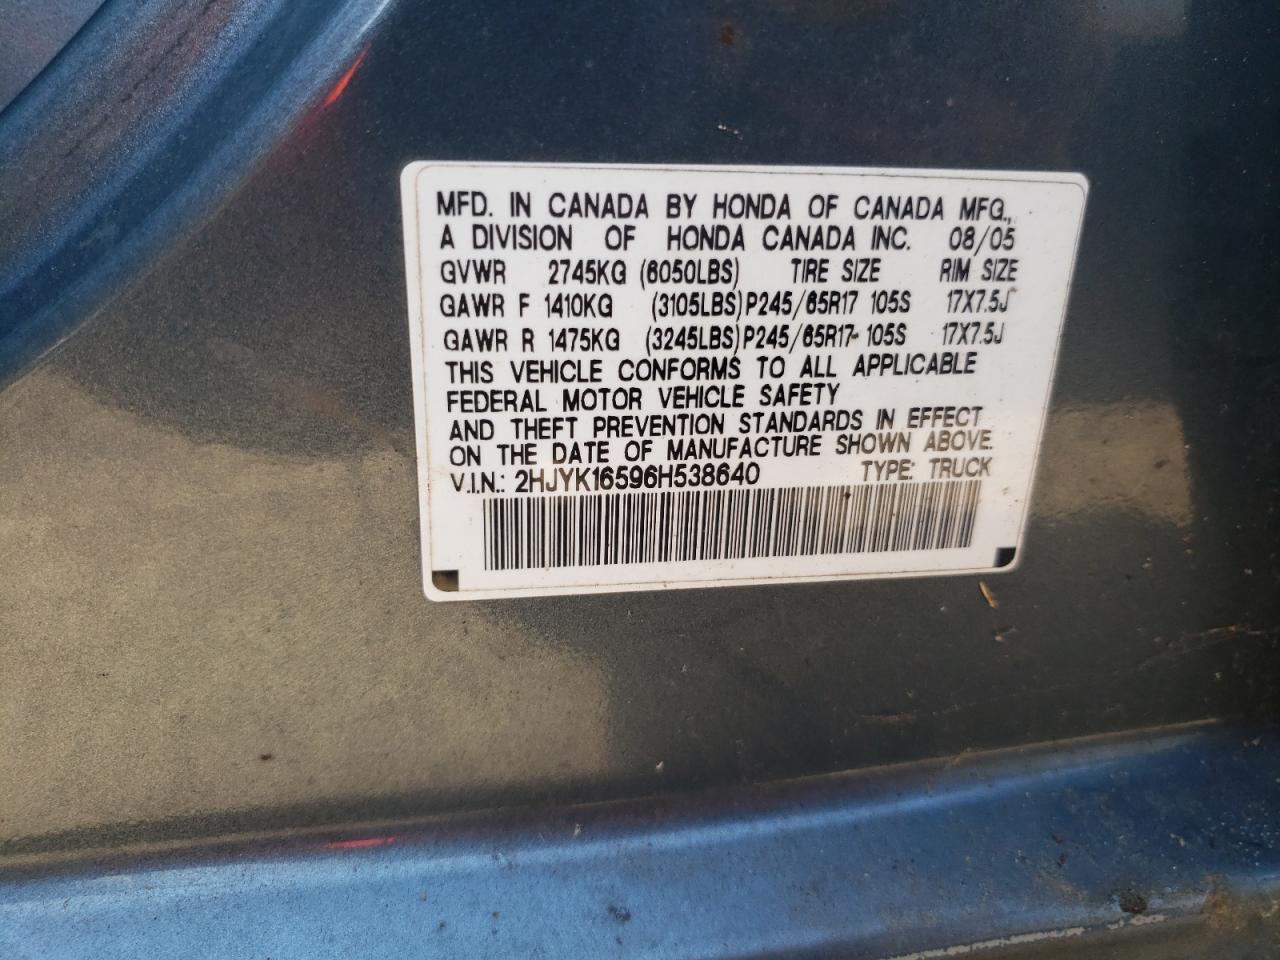 MFD. IN CANADA BY HONDA OF CANADA MFG.,
A DIVISION OF HONDA CANADA INC. 08/05
GVWR 2745KG (6050LBS) TIRE SIZE RIM SIZE
GAWR F 1410KG (3105LBS) P245/65R17 105S 17X7.5J
GAWR R 1475KG (3245LBS) P245/65R17 105S 17X7.5J
THIS VEHICLE CONFORMS TO ALL APPLICABLE
FEDERAL MOTOR VEHICLE SAFETY
AND THEFT PREVENTION STANDARDS IN EFFECT
ON THE DATE OF MANUFACTURE SHOWN ABOVE.
V.I.N.: 2HJYK16596H538640 TYPE: TRUCK